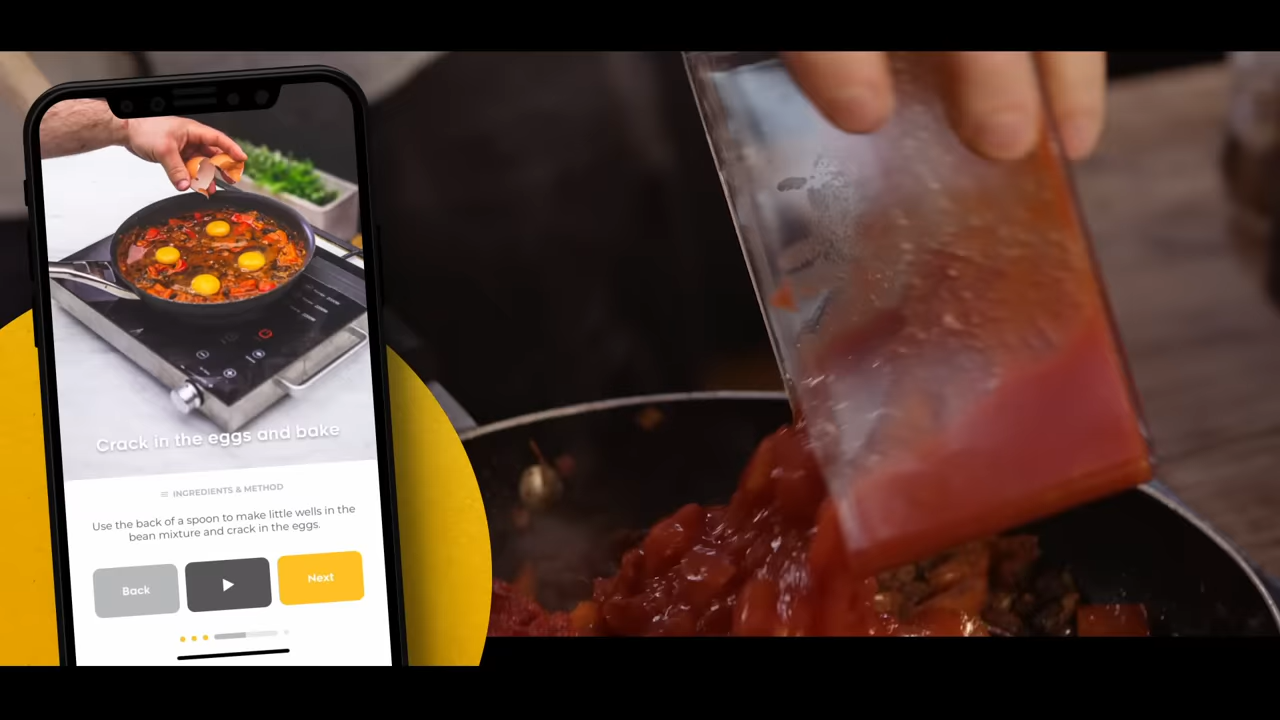 Crack in the eggs and bake
INGREDIENTS & METHOD
Use the back of a spoon to make little wells in the
bean mixture and crack in the eggs.
Back
Next